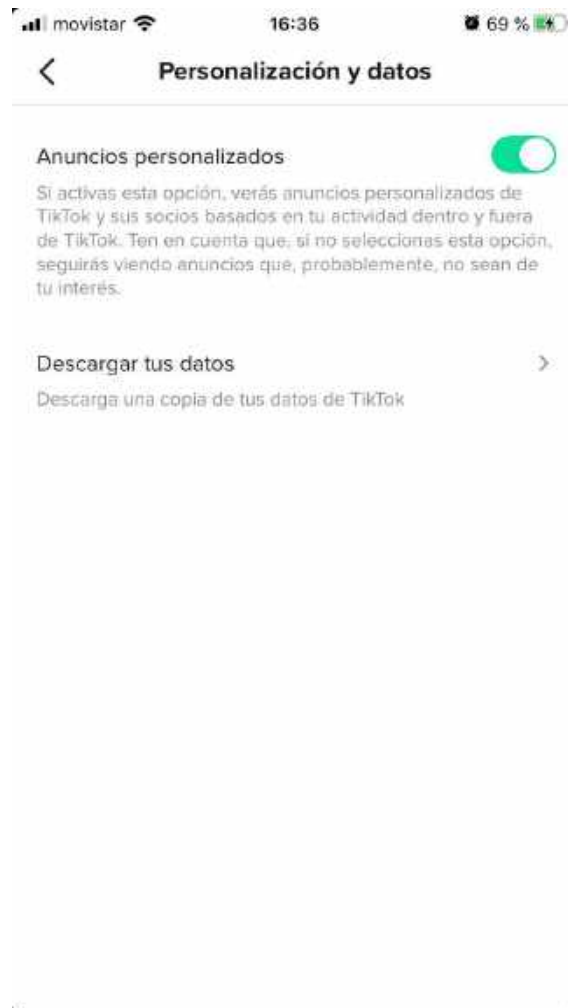 movistar 16:36 69 %
Personalización y datos
Anuncios personalizados
Si activas esta opción, verás anuncios personalizados de
TikTok y sus socios basados en tu actividad dentro y fuera
de TikTok. Ten en cuenta que, si no seleccionas esta opción,
seguirás viendo anuncios que, probablemente, no sean de
tu interés.
Descargar tus datos
Descarga una copia de tus datos de TikTok